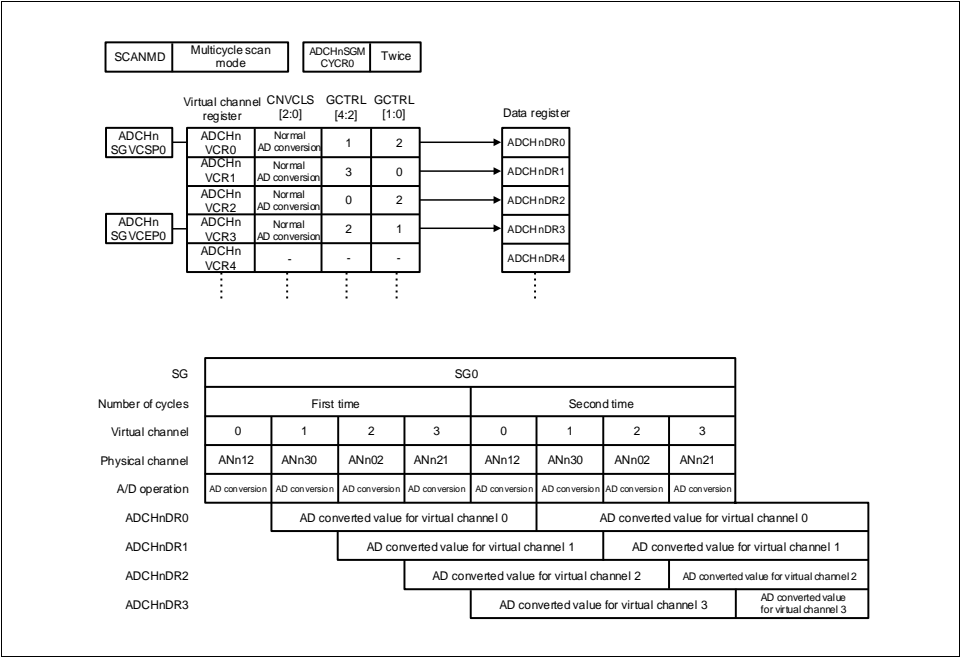 SCANMD Multicycle scan mode ADCHnSGM CYCR0 Twice
Virtual channel register CNVCLS [2:0] GCTRL [4:2] GCTRL [1:0] Data register
ADCHn SGVCSP0 ADCHn VCR0 Normal AD conversion 1 2 ADCHnDR0
ADCHn VCR1 Normal AD conversion 3 0 ADCHnDR1
ADCHn VCR2 Normal AD conversion 0 2 ADCHnDR2
ADCHn SGVCEP0 ADCHn VCR3 Normal AD conversion 2 1 ADCHnDR3
ADCHn VCR4 - - - ADCHnDR4
SG SG0
Number of cycles First time Second time
Virtual channel 0 1 2 3 0 1 2 3
Physical channel ANn12 ANn30 ANn02 ANn21 ANn12 ANn30 ANn02 ANn21
A/D operation AD conversion AD conversion AD conversion AD conversion AD conversion AD conversion AD conversion AD conversion
ADCHnDR0 AD converted value for virtual channel 0 AD converted value for virtual channel 0
ADCHnDR1 AD converted value for virtual channel 1 AD converted value for virtual channel 1
ADCHnDR2 AD converted value for virtual channel 2 AD converted value for virtual channel 2
ADCHnDR3 AD converted value for virtual channel 3 AD converted value for virtual channel 3